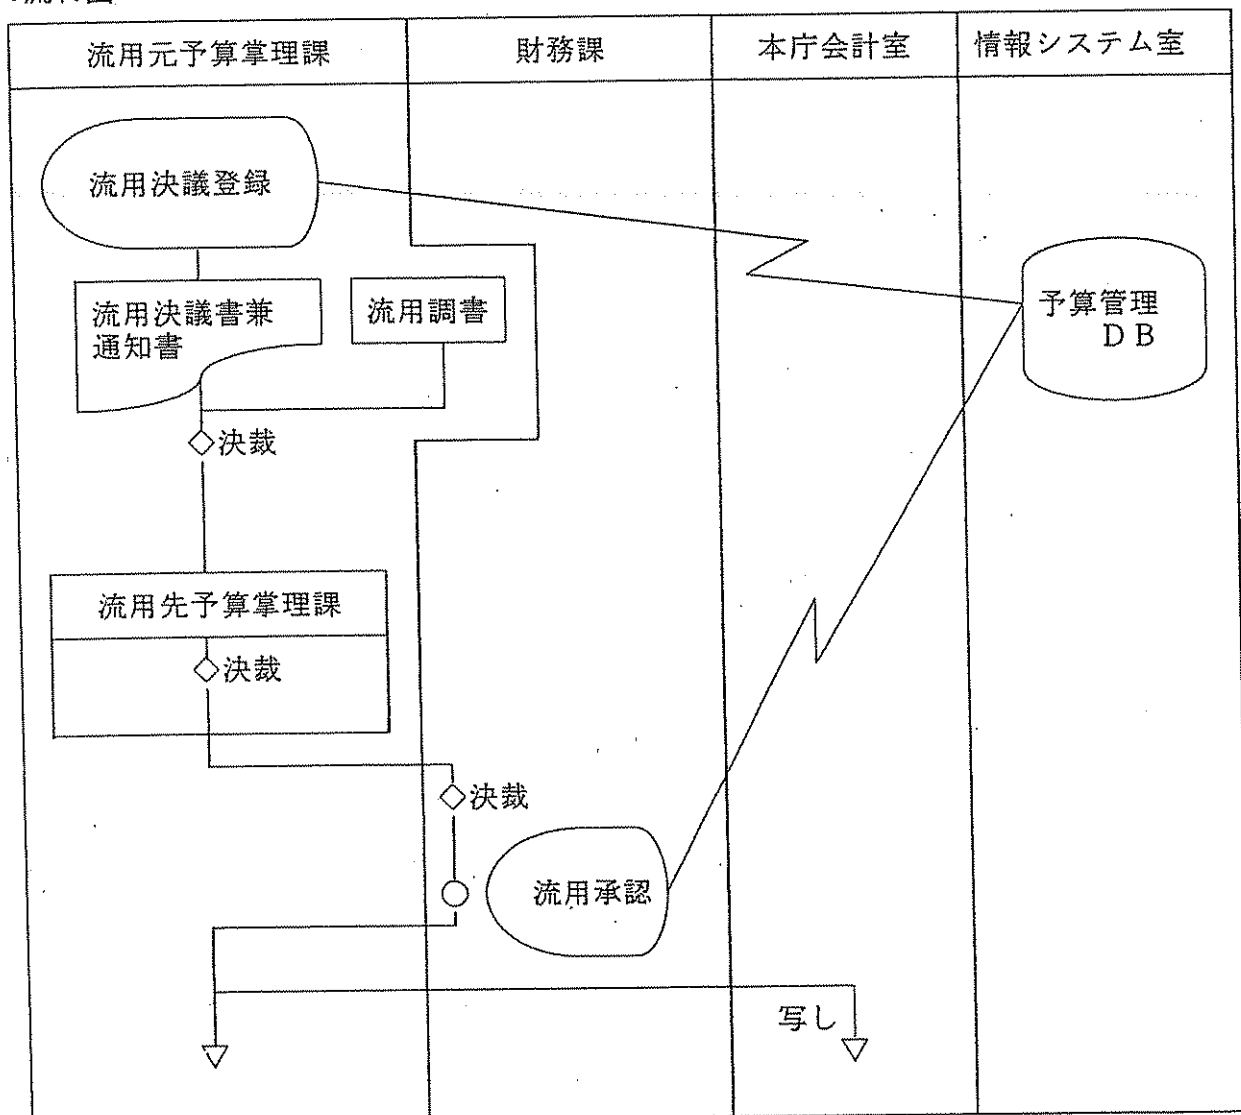 流用元予算掌理課
財務課
本庁会計室
情報システム室
流用決議登録
流用決議書兼
通知書
流用調書
予算管理
DB
決裁
流用先予算掌理課
決裁
決裁
流用承認
写し